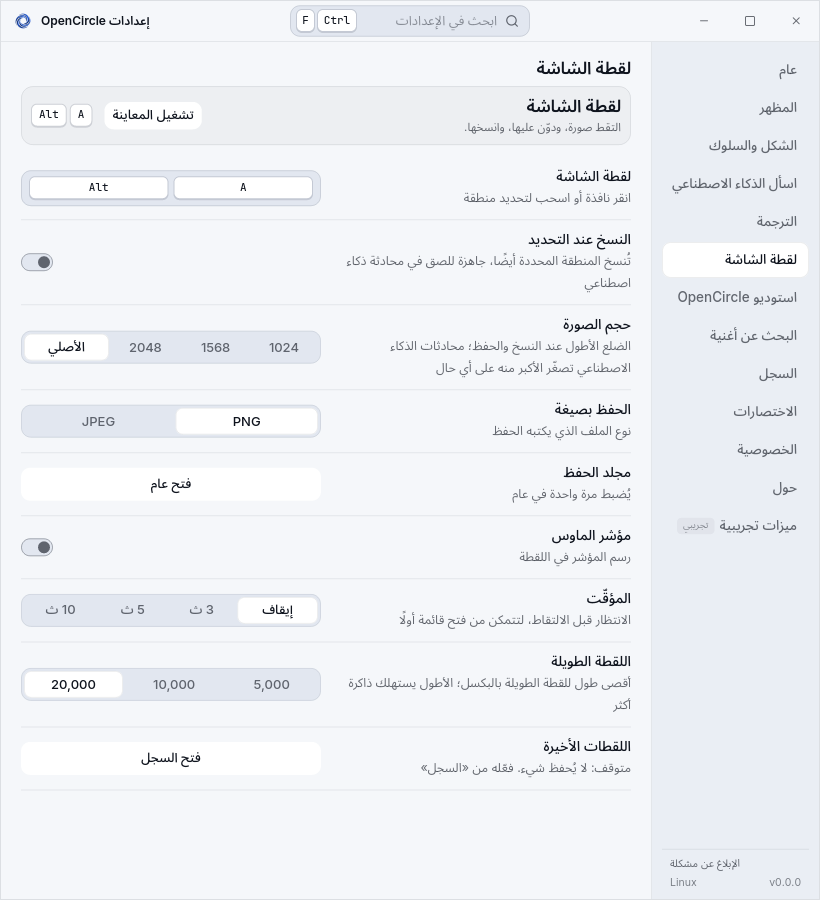 إعدادات OpenCircle
ابحث في الإعدادات
Ctrl F
عام
المظهر
الشكل والسلوك
اسأل الذكاء الاصطناعي
الترجمة
لقطة الشاشة
استوديو OpenCircle
البحث عن أغنية
السجل
الاختصارات
الخصوصية
حول
ميزات تجريبية تجريبي
الإبلاغ عن مشكلة
Linux v0.0.0
لقطة الشاشة
لقطة الشاشة
التقط صورة، ودوّن عليها، وانسخها.
تشغيل المعاينة
Alt A
لقطة الشاشة
انقر نافذة أو اسحب لتحديد منطقة
Alt A
النسخ عند التحديد
تُنسخ المنطقة المحددة أيضًا، جاهزة للصق في محادثة ذكاء
اصطناعي
حجم الصورة
الضلع الأطول عند النسخ والحفظ؛ محادثات الذكاء
الاصطناعي تصغّر الأكبر منه على أي حال
1024 1568 2048 الأصلي
الحفظ بصيغة
نوع الملف الذي يكتبه الحفظ
PNG JPEG
مجلد الحفظ
يُضبط مرة واحدة في عام
فتح عام
مؤشر الماوس
رسم المؤشر في اللقطة
المؤقّت
الانتظار قبل الالتقاط، لتتمكن من فتح قائمة أولًا
إيقاف 3 ث 5 ث 10 ث
اللقطة الطويلة
أقصى طول للقطة الطويلة بالبكسل؛ الأطول يستهلك ذاكرة
أكثر
5,000 10,000 20,000
اللقطات الأخيرة
متوقف: لا يُحفظ شيء. فعّله من «السجل»
فتح السجل